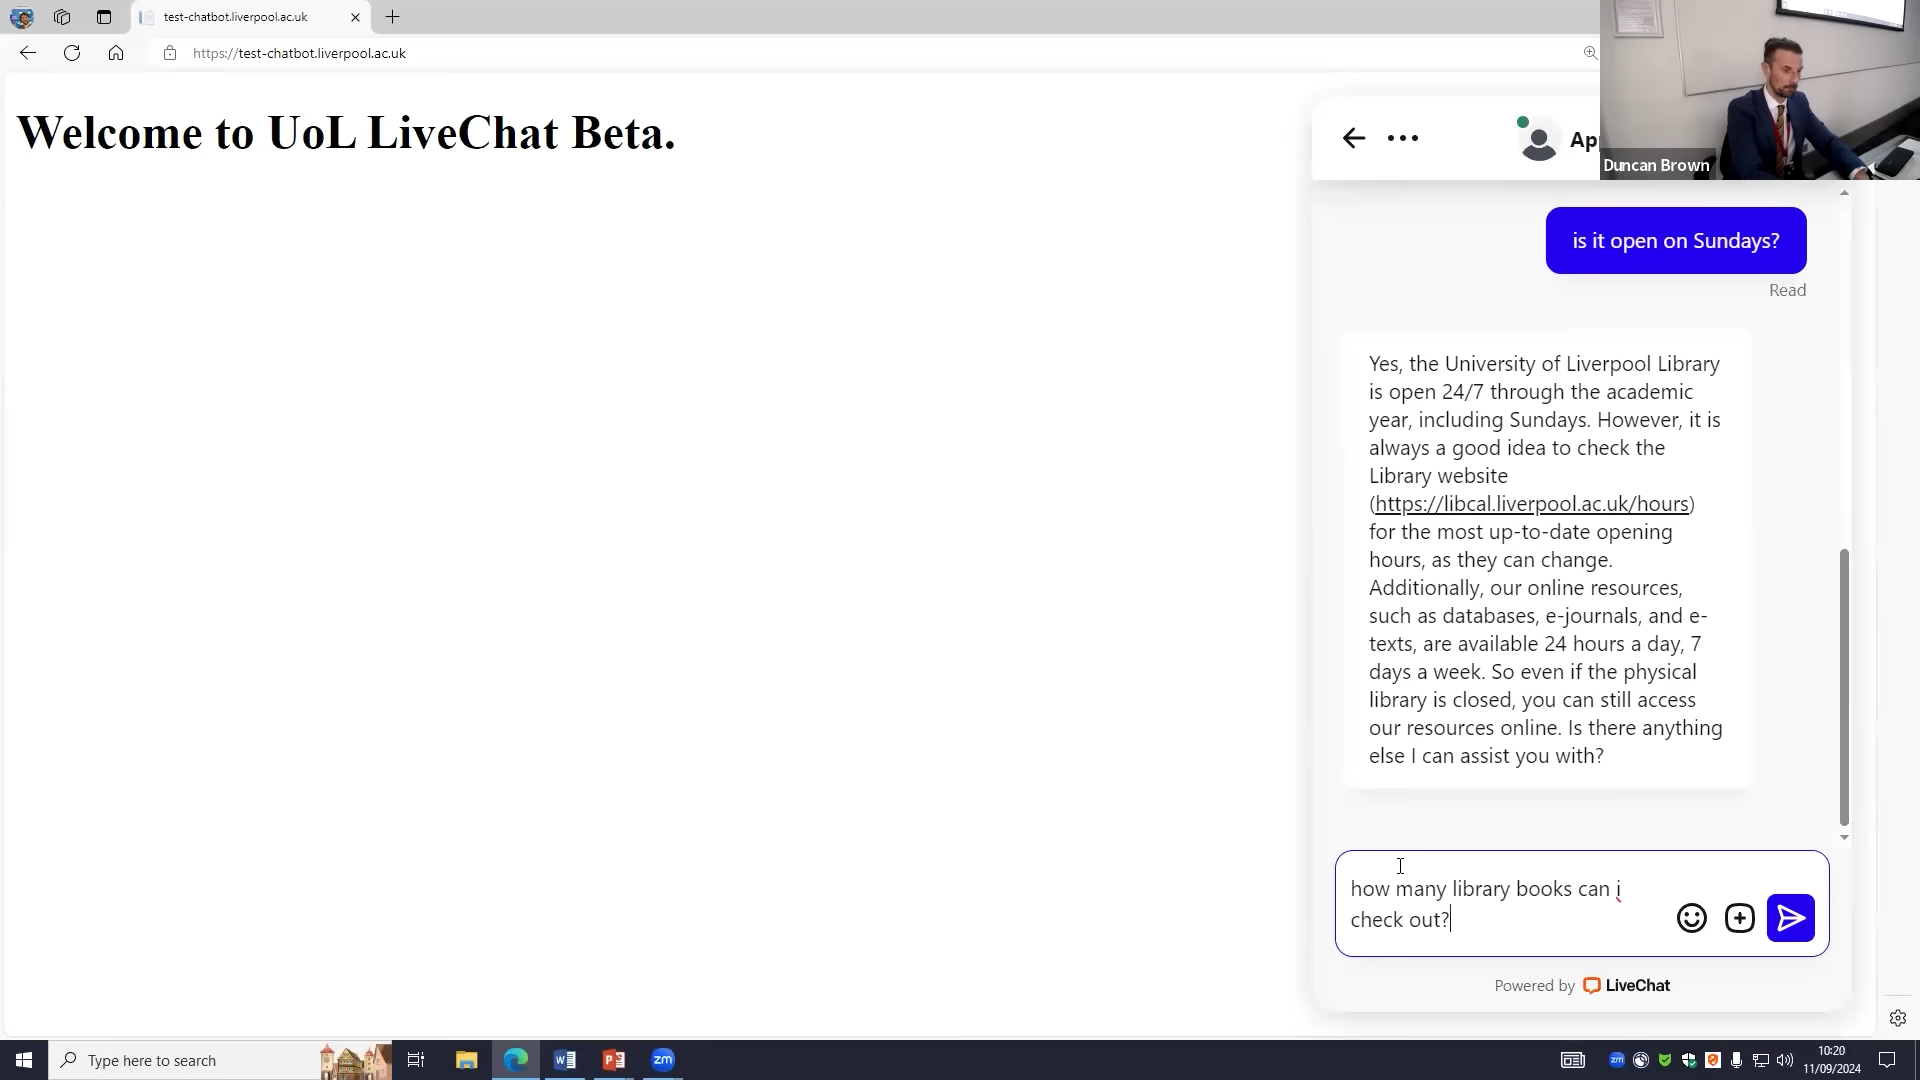 test-chatbot.liverpool.ac.uk
https://test-chatbot.liverpool.ac.uk
Welcome to UoL LiveChat Beta.
App
Duncan Brown
is it open on Sundays?
Read
Yes, the University of Liverpool Library
is open 24/7 through the academic
year, including Sundays. However, it is
always a good idea to check the
Library website
(https://libcal.liverpool.ac.uk/hours)
for the most up-to-date opening
hours, as they can change.
Additionally, our online resources,
such as databases, e-journals, and e-
texts, are available 24 hours a day, 7
days a week. So even if the physical
library is closed, you can still access
our resources online. Is there anything
else I can assist you with?
how many library books can i
check out?
Powered by LiveChat
Type here to search
zm
zm
10:20
11/09/2024